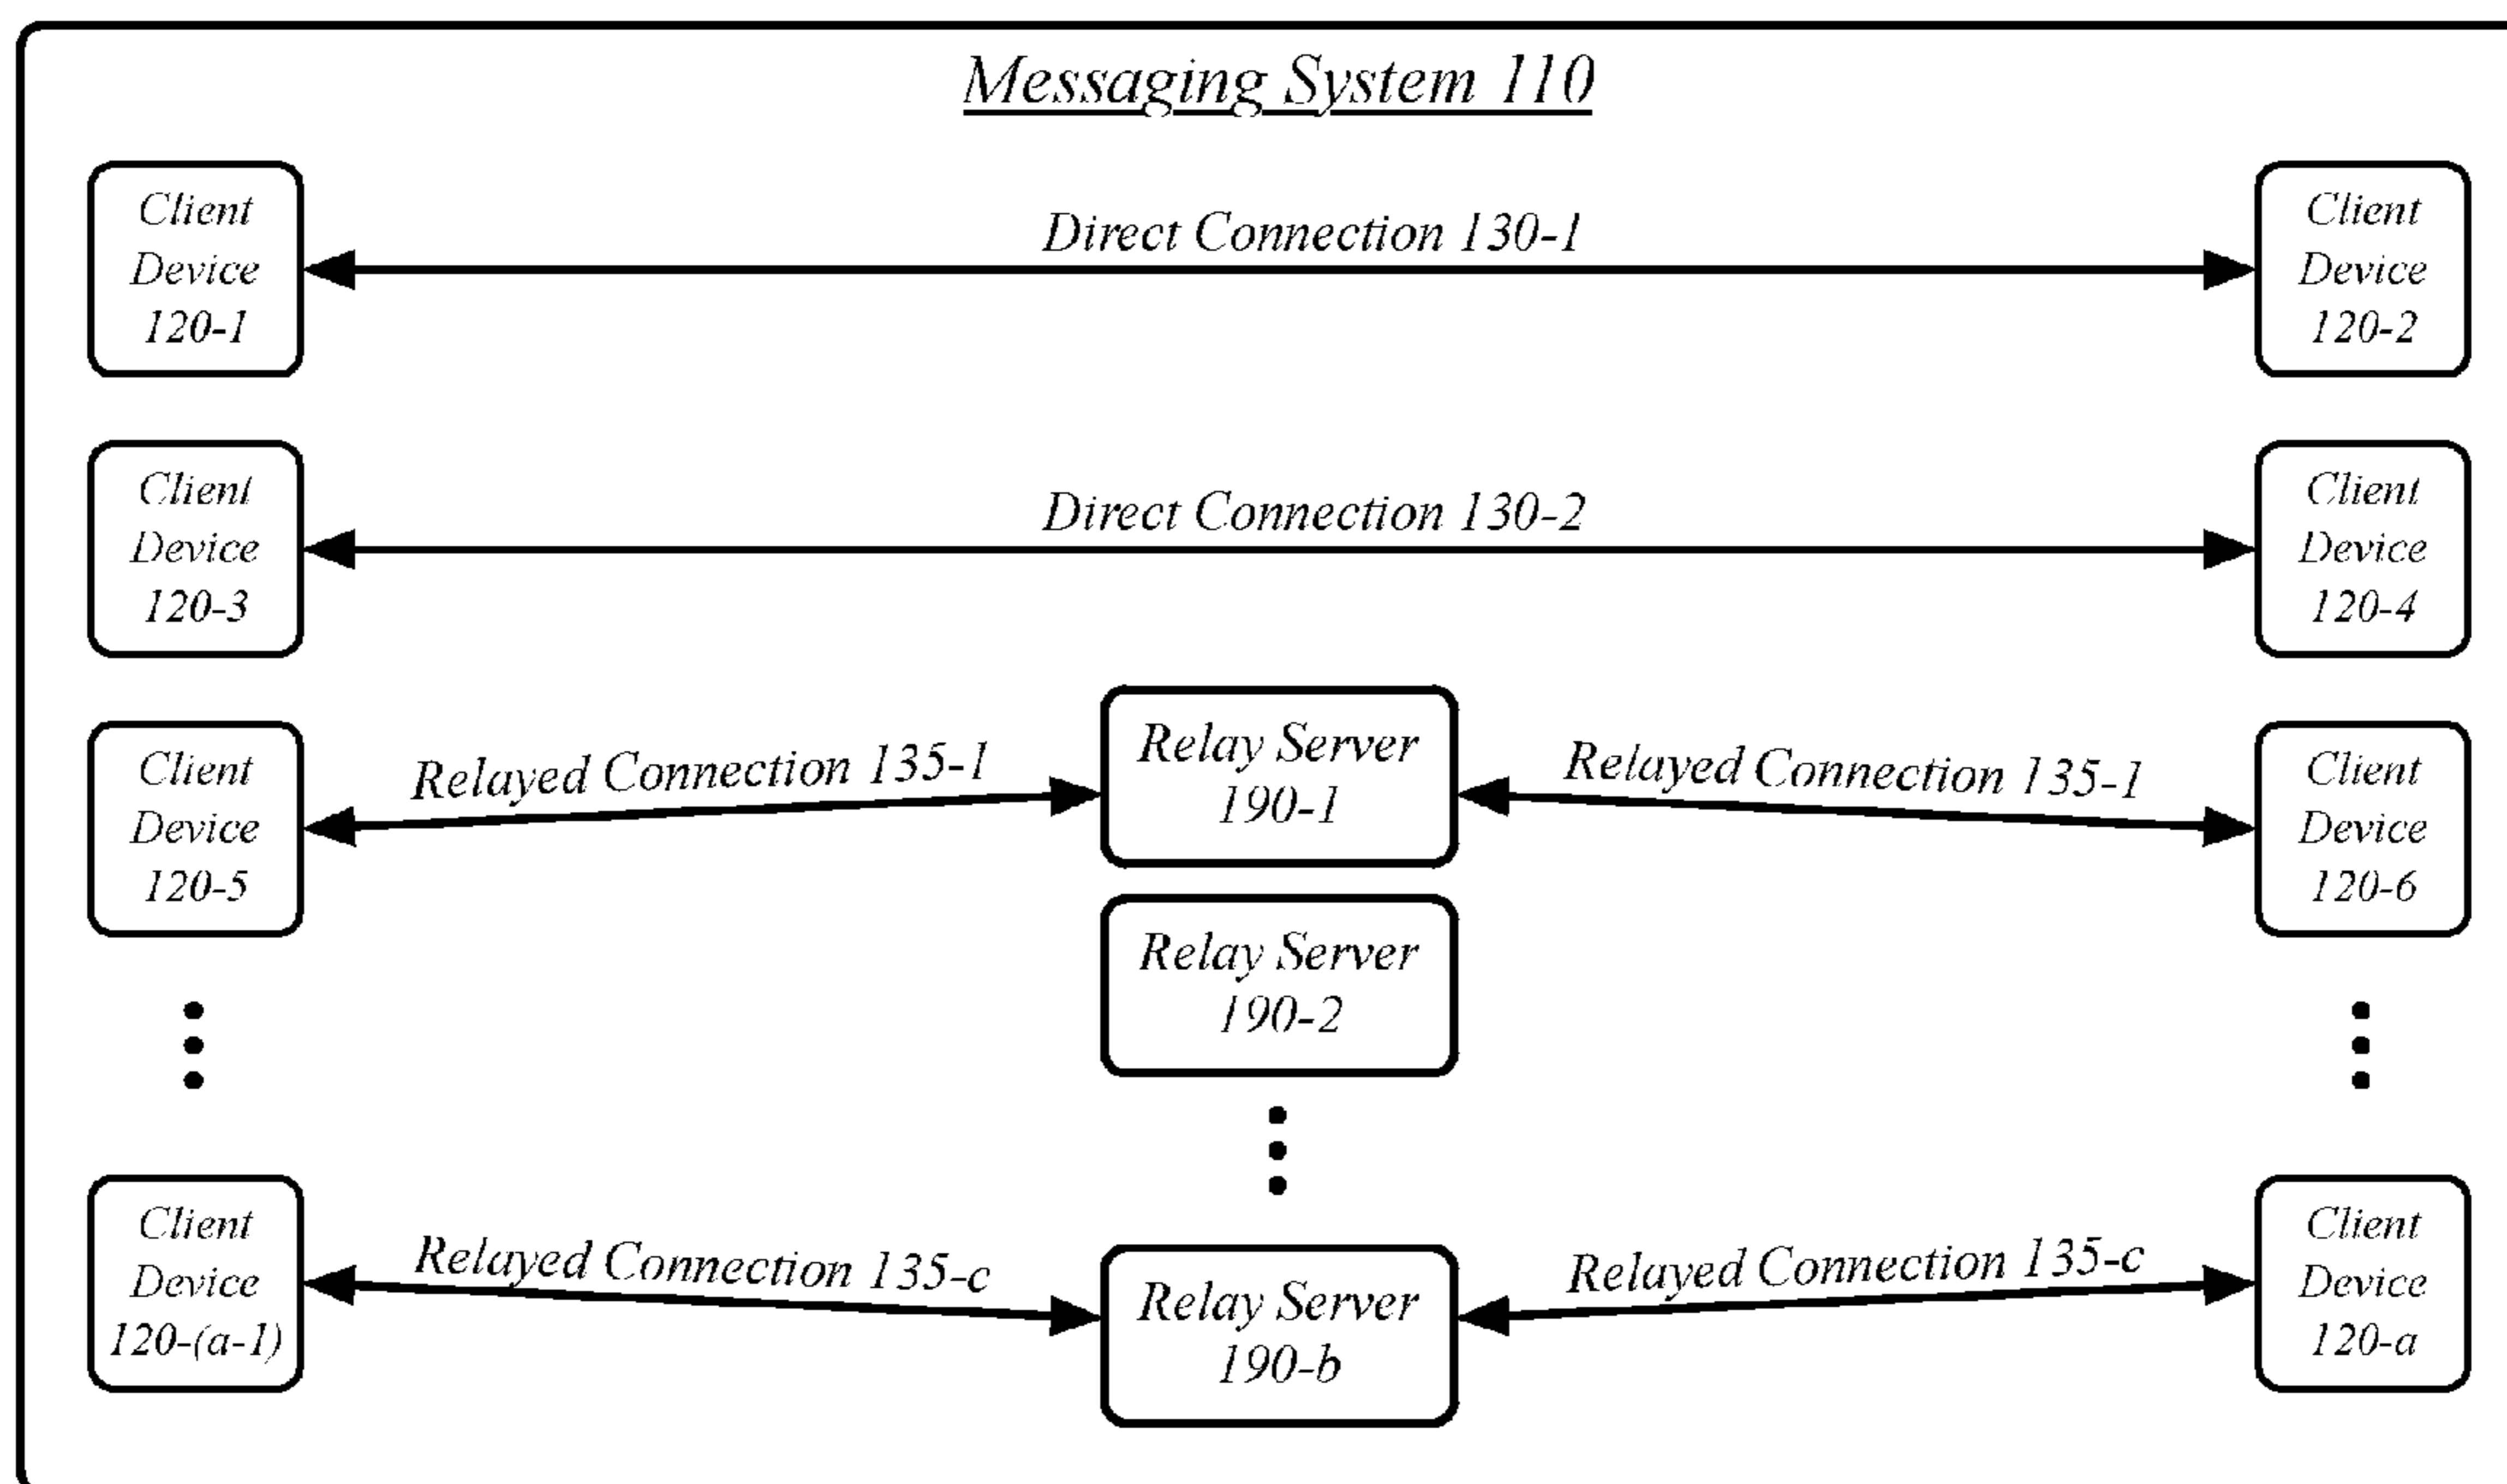 Messaging System 110
Client
Device
120-1
Direct Connection 130-1
Client
Device
120-2
Client
Device
120-3
Direct Connection 130-2
Client
Device
120-4
Client
Device
120-5
Relayed Connection 135-1
Relay Server
190-1
Relayed Connection 135-1
Client
Device
120-6
Relay Server
190-2
Client
Device
120-(a-1)
Relayed Connection 135-c
Relay Server
190-b
Relayed Connection 135-c
Client
Device
120-a